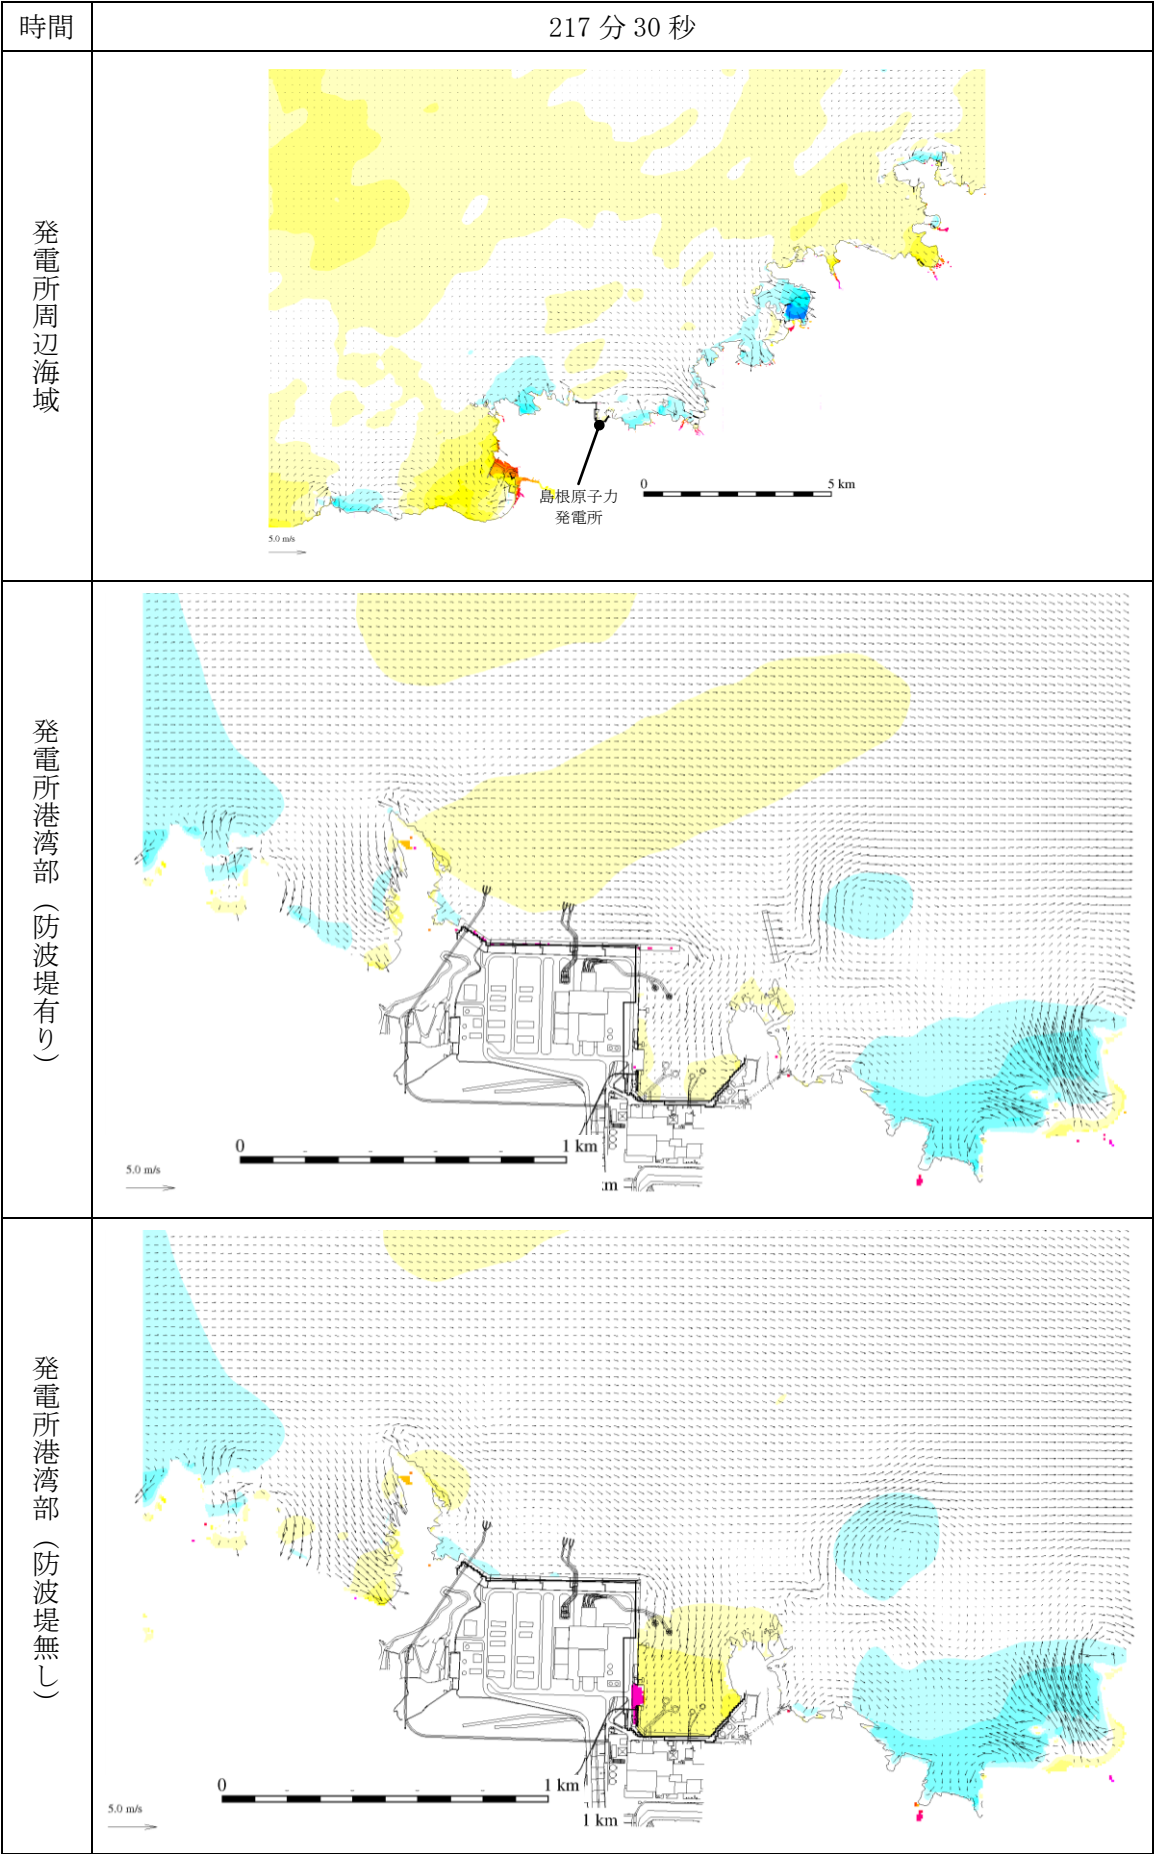 時間
217 分 30 秒
発電所周辺海域
島根原子力
発電所
0
5 km
5.0 m/s
発電所港湾部（防波堤有り）
0
1 km
5.0 m/s
:m
発電所港湾部（防波堤無し）
0
1 km
5.0 m/s
1 km